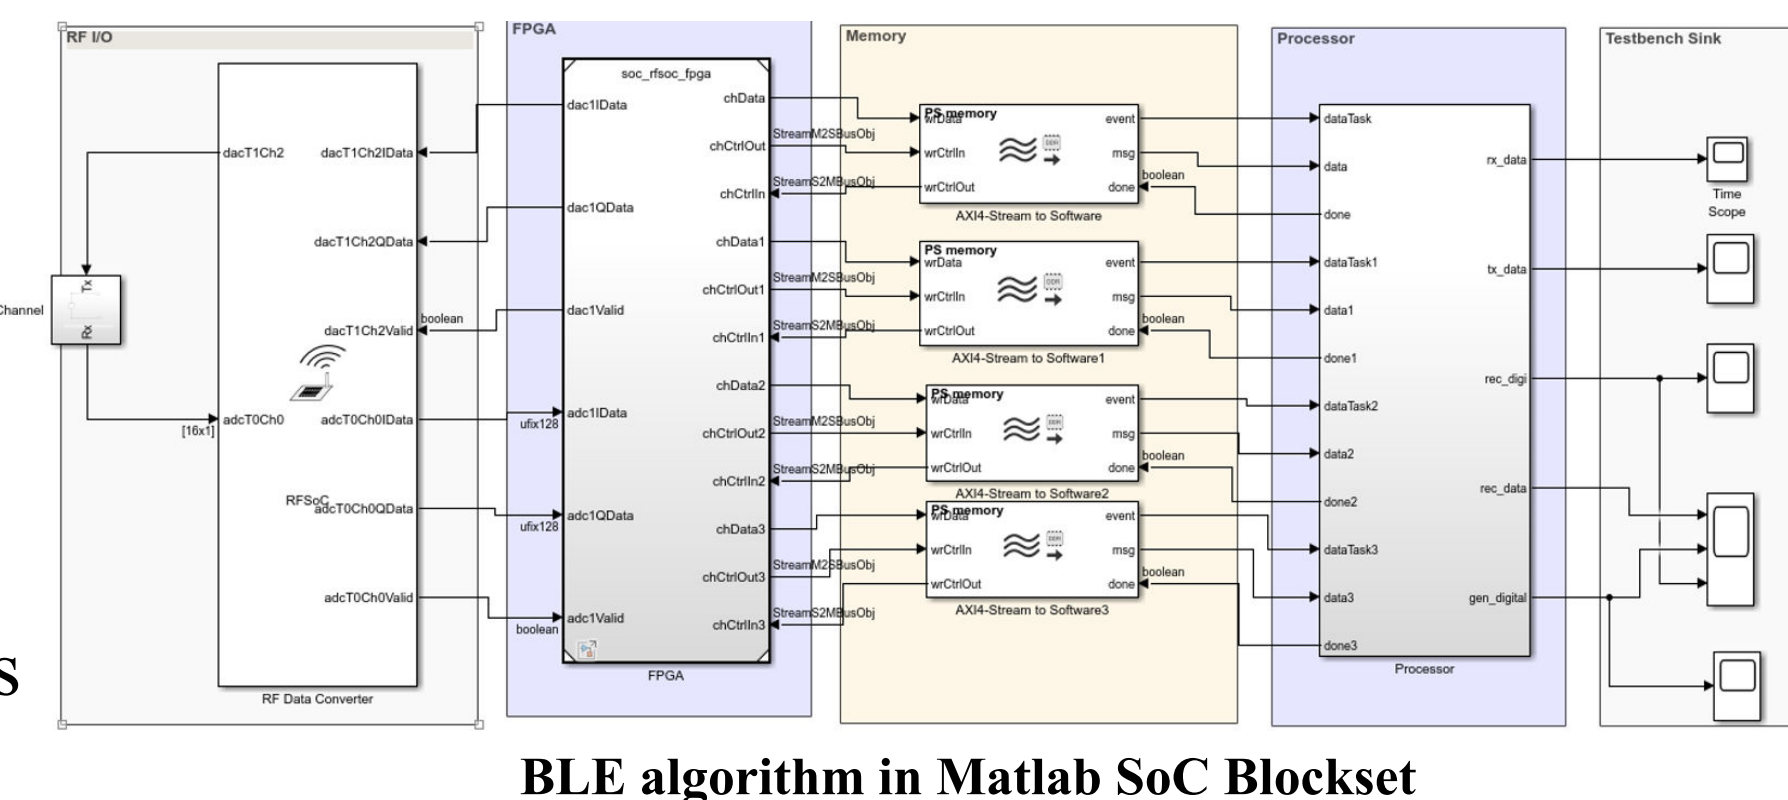 RF I/O
FPGA
Memory
Processor
Testbench Sink
Channel
Tx
Rx
[16x1]
dacT1Ch2
adcT0Ch0
dacT1Ch2IData
dacT1Ch2QData
dacT1Ch2Valid
adcT0Ch0IData
RFSoC
adcT0Ch0QData
adcT0Ch0Valid
RF Data Converter
boolean
ufix128
ufix128
boolean
soc_rfsoc_fpga
dac1IData
dac1QData
dac1Valid
adc1IData
adc1QData
adc1Valid
chData
chCtrlOut
chCtrlIn
chData1
chCtrlOut1
chCtrlIn1
chData2
chCtrlOut2
chCtrlIn2
chData3
chCtrlOut3
chCtrlIn3
FPGA
StreamM2SBusObj
StreamS2MBusObj
StreamM2SBusObj
StreamS2MBusObj
StreamM2SBusObj
StreamS2MBusObj
StreamM2SBusObj
StreamS2MBusObj
PS memory
wrData
wrCtrlIn
wrCtrlOut
event
msg
done
DDR
boolean
AXI4-Stream to Software
PS memory
wrData
wrCtrlIn
wrCtrlOut
event
msg
done
DDR
boolean
AXI4-Stream to Software1
PS memory
wrData
wrCtrlIn
wrCtrlOut
event
msg
done
DDR
boolean
AXI4-Stream to Software2
PS memory
wrData
wrCtrlIn
wrCtrlOut
event
msg
done
DDR
boolean
AXI4-Stream to Software3
dataTask
data
done
dataTask1
data1
done1
dataTask2
data2
done2
dataTask3
data3
done3
rx_data
tx_data
rec_digi
rec_data
gen_digital
Processor
Time
Scope
S
BLE algorithm in Matlab SoC Blockset